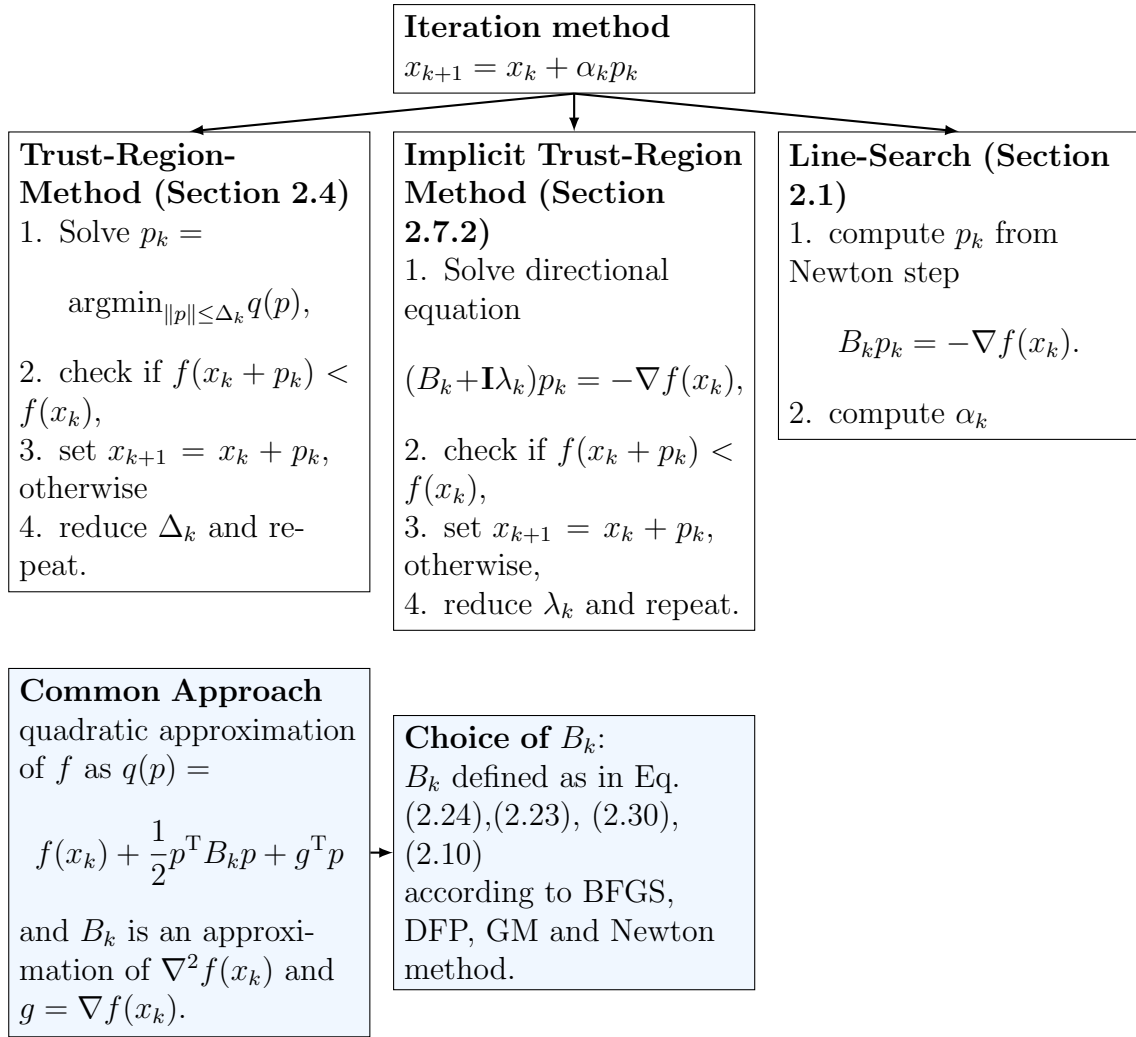 Iteration method
x_{k+1} = x_k + α_k p_k
Trust-Region-
Method (Section 2.4)
1. Solve p_k =
argmin_{‖p‖≤Δ_k} q(p),
2. check if f(x_k + p_k) <
f(x_k),
3. set x_{k+1} = x_k + p_k,
otherwise
4. reduce Δ_k and re-
peat.
Implicit Trust-Region
Method (Section
2.7.2)
1. Solve directional
equation
(B_k+Iλ_k)p_k = −∇f(x_k),
2. check if f(x_k + p_k) <
f(x_k),
3. set x_{k+1} = x_k + p_k,
otherwise,
4. reduce λ_k and repeat.
Line-Search (Section
2.1)
1. compute p_k from
Newton step
B_k p_k = −∇f(x_k).
2. compute α_k
Common Approach
quadratic approximation
of f as q(p) =
f(x_k) + \frac{1}{2} p^T B_k p + g^T p
and B_k is an approxi-
mation of ∇²f(x_k) and
g = ∇f(x_k).
Choice of B_k:
B_k defined as in Eq.
(2.24),(2.23), (2.30),
(2.10)
according to BFGS,
DFP, GM and Newton
method.